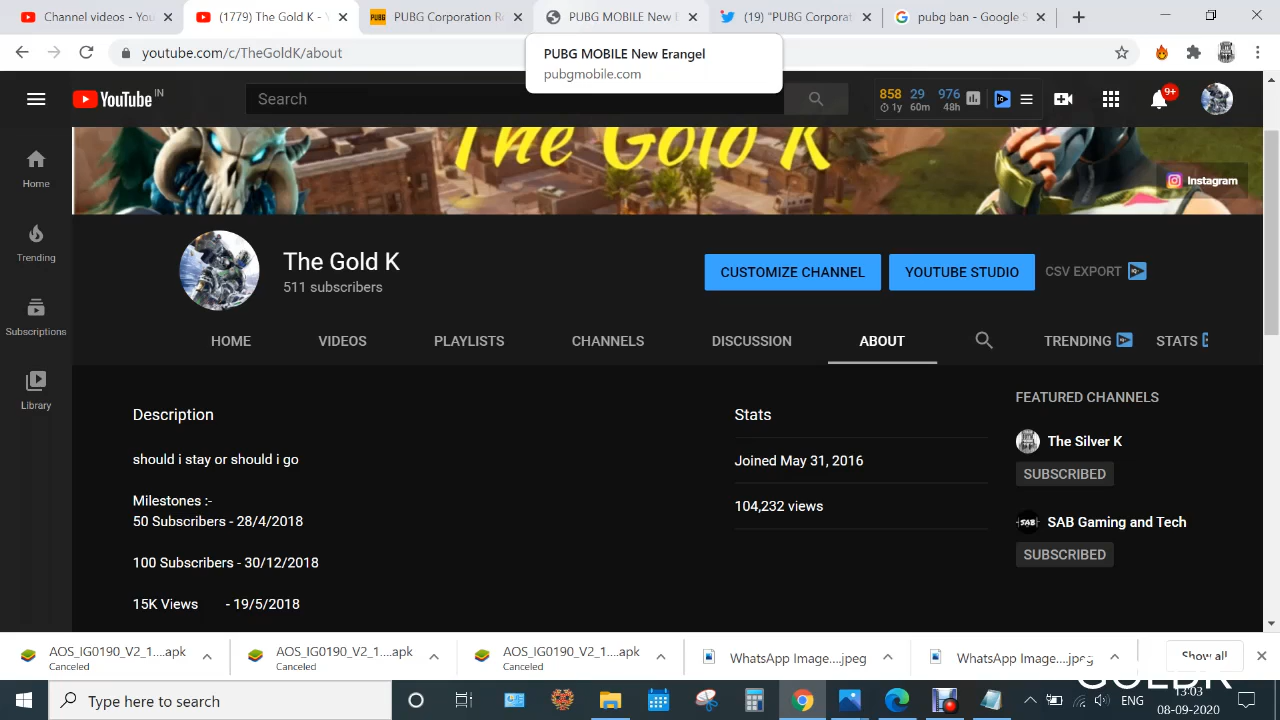 Channel videos - You
(1779) The Gold K -
PUBG Corporation R
PUBG MOBILE New E
(19) "PUBG Corporat
pubg ban - Google S
youtube.com/c/TheGoldK/about
PUBG MOBILE New Erangel
pubgmobile.com
YouTube IN
Search
858 29 976
1y 60m 48h
9+
The Gold K
Instagram
Home
Trending
Subscriptions
Library
The Gold K
511 subscribers
CUSTOMIZE CHANNEL
YOUTUBE STUDIO
CSV EXPORT
HOME VIDEOS PLAYLISTS CHANNELS DISCUSSION ABOUT TRENDING STATS
Description
should i stay or should i go
Milestones :-
50 Subscribers - 28/4/2018
100 Subscribers - 30/12/2018
15K Views - 19/5/2018
Stats
Joined May 31, 2016
104,232 views
FEATURED CHANNELS
The Silver K
SUBSCRIBED
SAB Gaming and Tech
SUBSCRIBED
AOS_IG0190_V2_1....apk
Canceled
AOS_IG0190_V2_1....apk
Canceled
AOS_IG0190_V2_1....apk
Canceled
WhatsApp Image....jpeg
WhatsApp Image....jpeg
Show all
Type here to search
ENG
13:03
08-09-2020